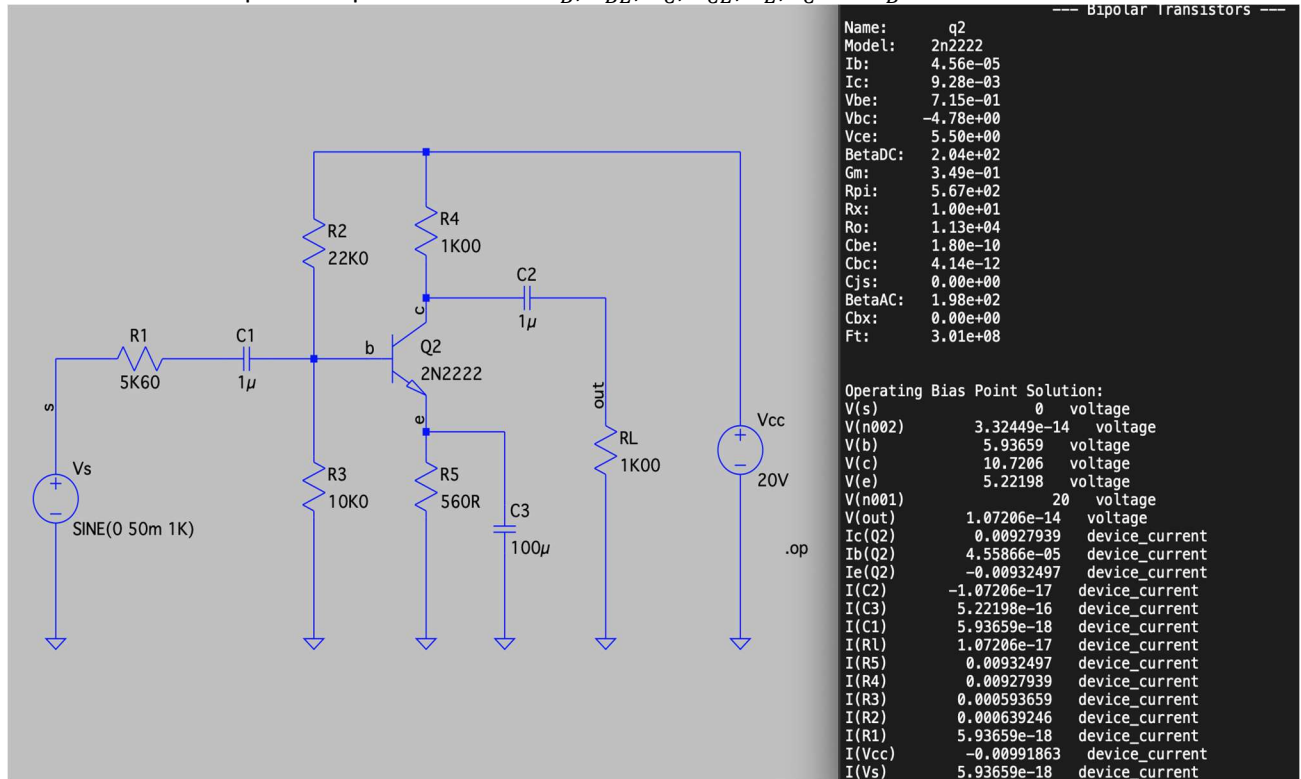 --- Bipolar Transistors ---
Name: q2
Model: 2n2222
Ib: 4.56e-05
Ic: 9.28e-03
Vbe: 7.15e-01
Vbc: -4.78e+00
Vce: 5.50e+00
BetaDC: 2.04e+02
Gm: 3.49e-01
Rpi: 5.67e+02
Rx: 1.00e+01
Ro: 1.13e+04
Cbe: 1.80e-10
Cbc: 4.14e-12
Cjs: 0.00e+00
BetaAC: 1.98e+02
Cbx: 0.00e+00
Ft: 3.01e+08
Operating Bias Point Solution:
V(s) 0 voltage
V(n002) 3.32449e-14 voltage
V(b) 5.93659 voltage
V(c) 10.7206 voltage
V(e) 5.22198 voltage
V(n001) 20 voltage
V(out) 1.07206e-14 voltage
Ic(Q2) 0.00927939 device_current
Ib(Q2) 4.55866e-05 device_current
Ie(Q2) -0.00932497 device_current
I(C2) -1.07206e-17 device_current
I(C3) 5.22198e-16 device_current
I(C1) 5.93659e-18 device_current
I(Rl) 1.07206e-17 device_current
I(R5) 0.00932497 device_current
I(R4) 0.00927939 device_current
I(R3) 0.000593659 device_current
I(R2) 0.000639246 device_current
I(R1) 5.93659e-18 device_current
I(Vcc) -0.00991863 device_current
I(Vs) 5.93659e-18 device_current
R2
22K0
R4
1K00
C2
1µ
c
R1
5K60
C1
1µ
b
Q2
2N2222
s
e
out
Vs
SINE(0 50m 1K)
R3
10K0
R5
560R
C3
100µ
RL
1K00
Vcc
20V
.op